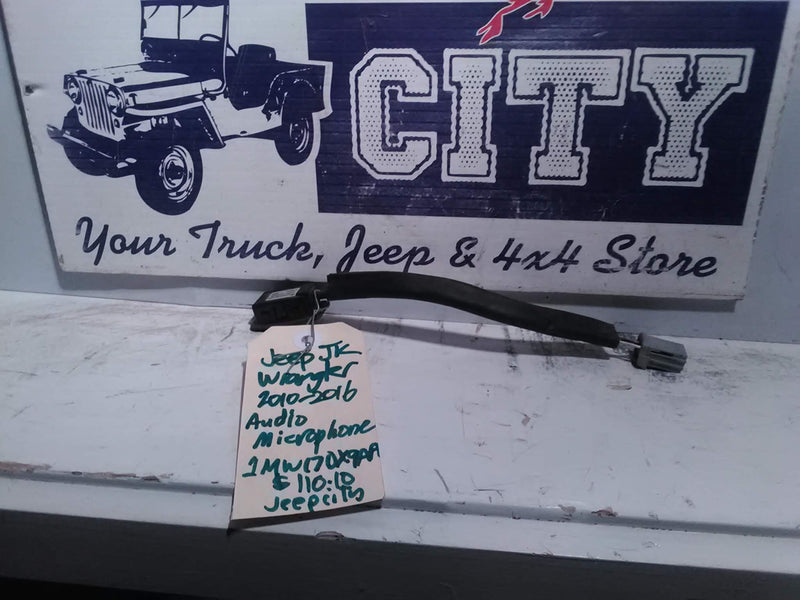 CITY
Your Truck, Jeep & 4x4 Store
Jeep JK
Wrangler
2010-2016
Audio
Microphone
$110.10
Jeepcity